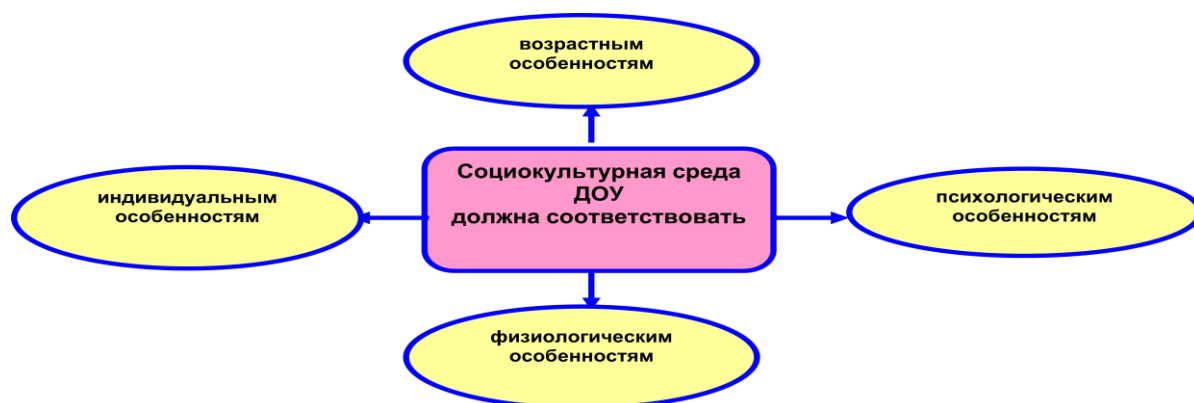 возрастным
особенностям
Социокультурная среда
ДОУ
должна соответствовать
индивидуальным
особенностям
психологическим
особенностям
физиологическим
особенностям